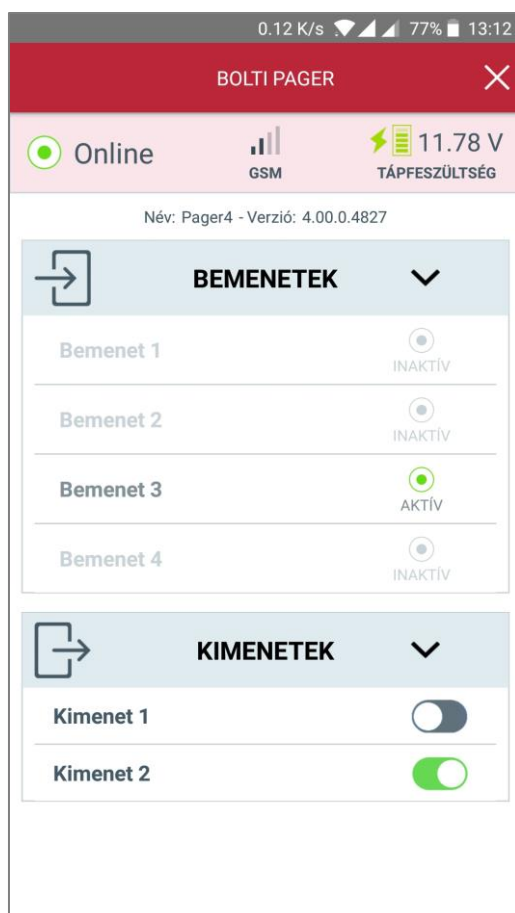 0.12 K/s 77% 13:12
BOLTI PAGER
Online
GSM
11.78 V
TÁPFESZÜLTSÉG
Név: Pager4 - Verzió: 4.00.0.4827
BEMENETEK
Bemenet 1
INAKTÍV
Bemenet 2
INAKTÍV
Bemenet 3
AKTÍV
Bemenet 4
INAKTÍV
KIMENETEK
Kimenet 1
Kimenet 2